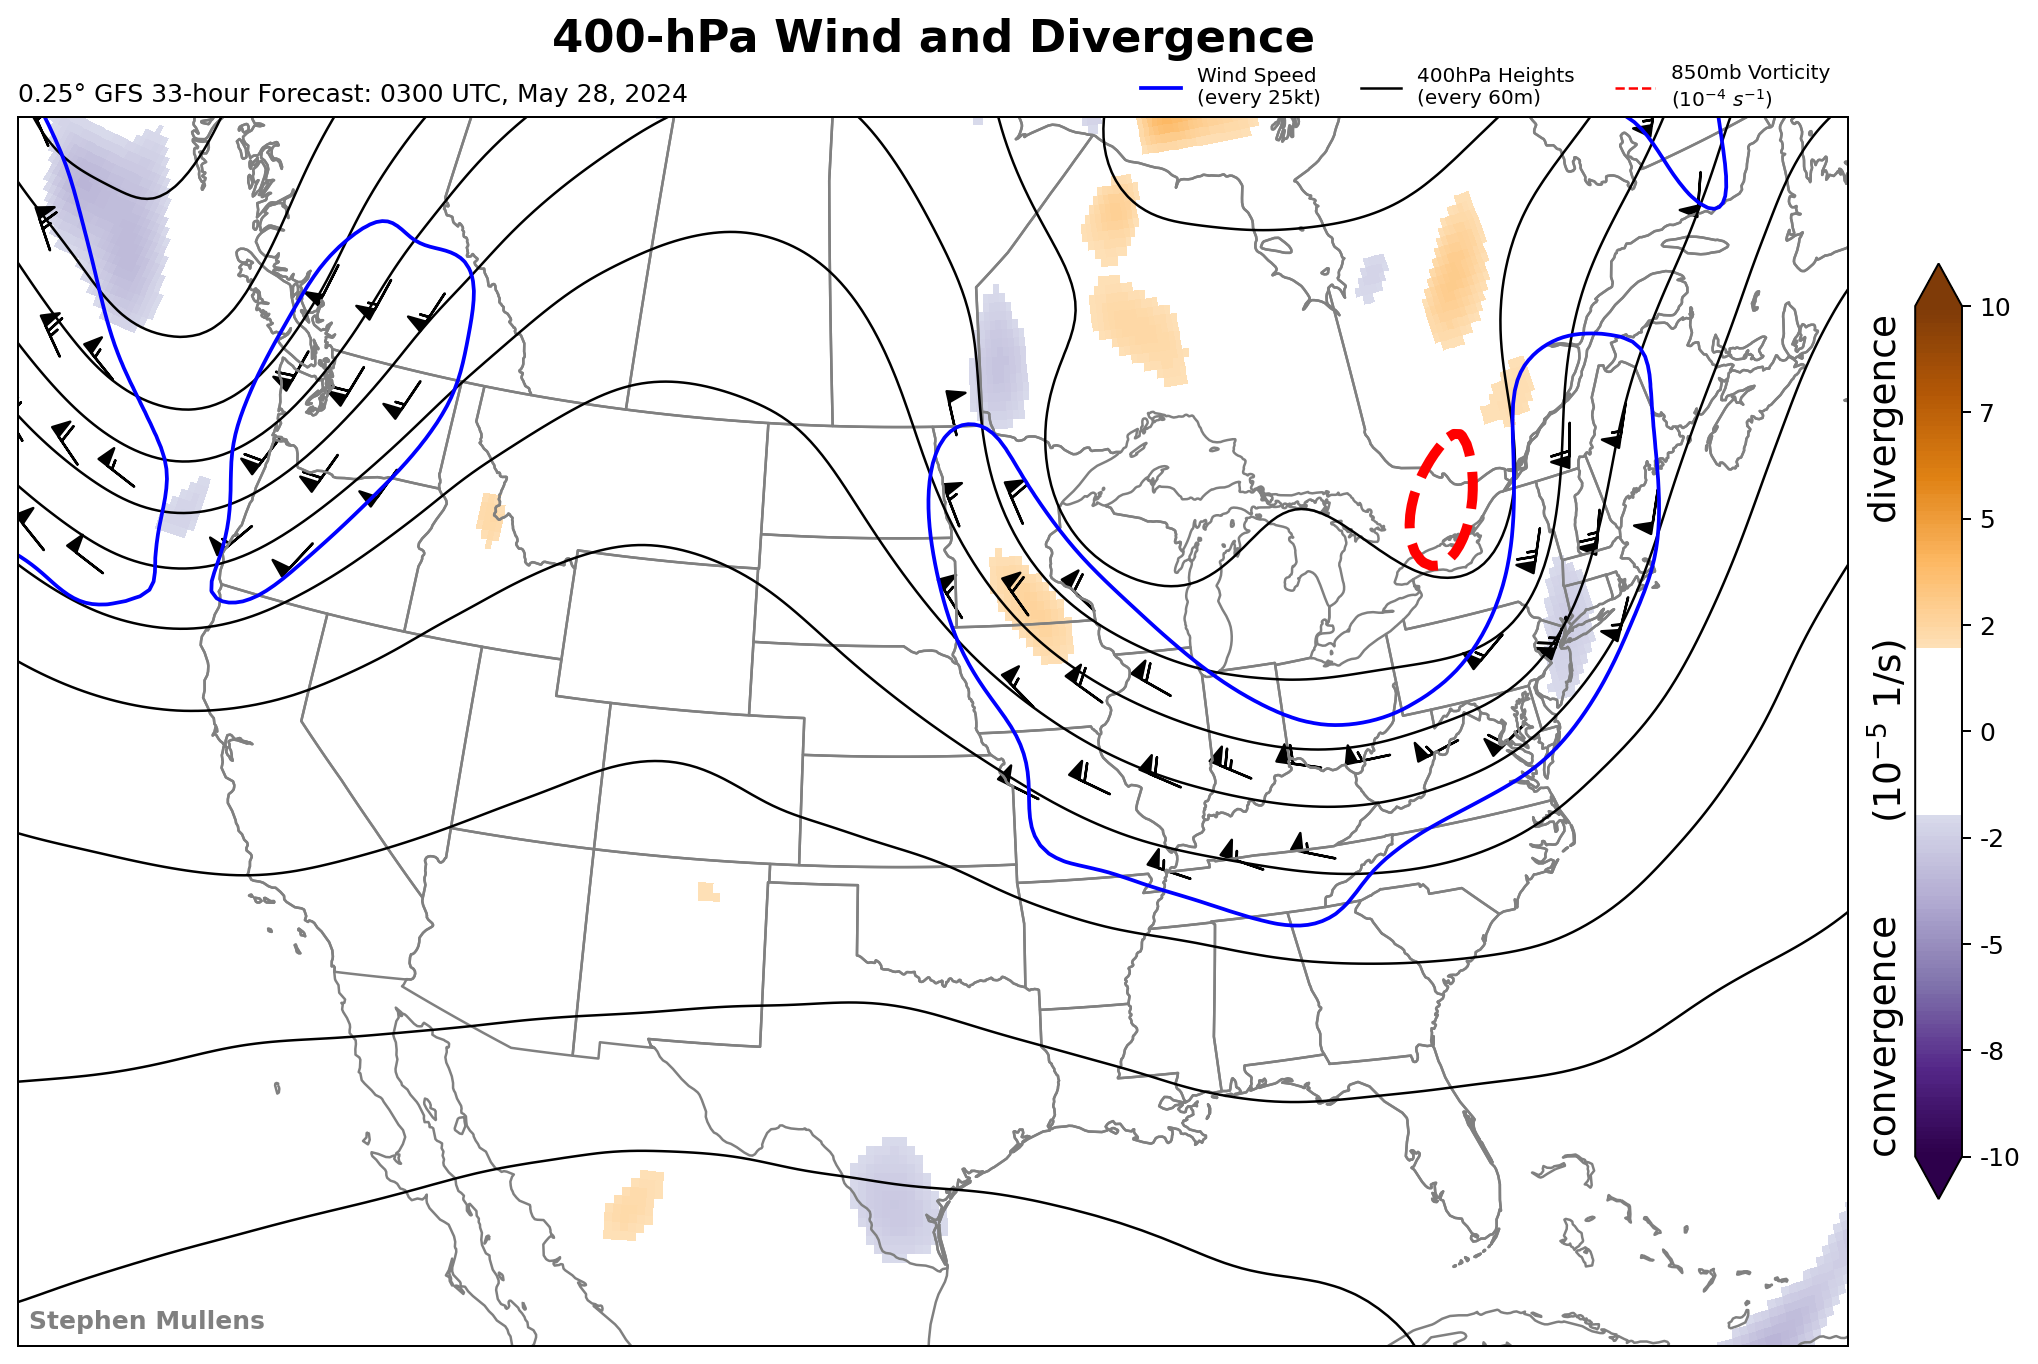 400-hPa Wind and Divergence
0.25° GFS 33-hour Forecast: 0300 UTC, May 28, 2024
Wind Speed
(every 25kt)
400hPa Heights
(every 60m)
850mb Vorticity
(10⁻⁴ s⁻¹)
10
7
5
2
0
-2
-5
-8
-10
convergence (10⁻⁵ 1/s) divergence
Stephen Mullens